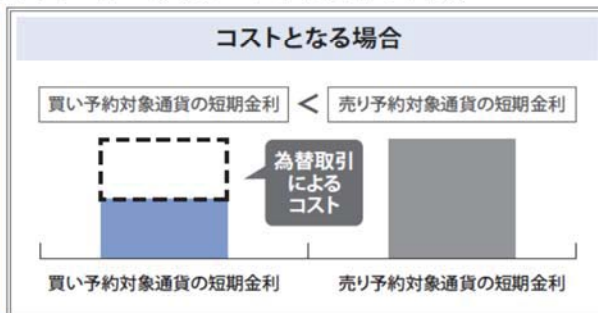 コストとなる場合
買い予約対象通貨の短期金利 < 売り予約対象通貨の短期金利
為替取引
による
コスト
買い予約対象通貨の短期金利 売り予約対象通貨の短期金利